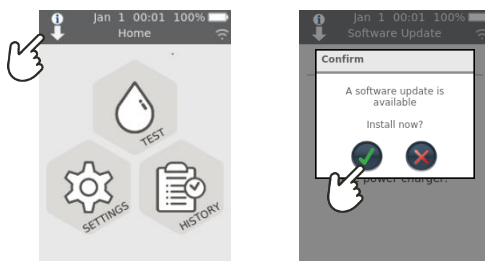 Jan 1 00:01 100%
Home
TEST
SETTINGS
HISTORY
Jan 1 00:01 100%
Software Update
Confirm
A software update is
available
Install now?
power charger?